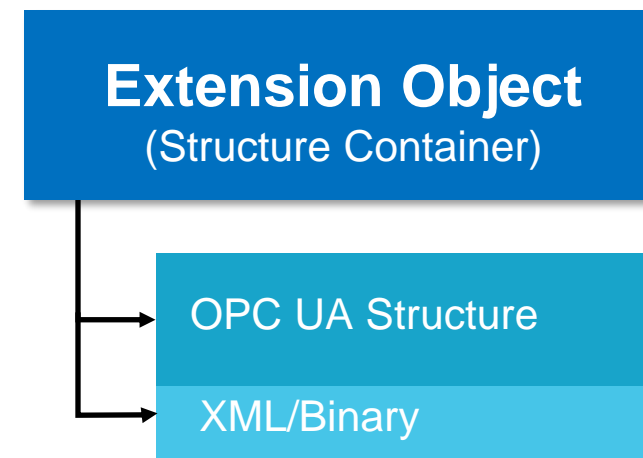 Extension Object
(Structure Container)
OPC UA Structure
XML/Binary